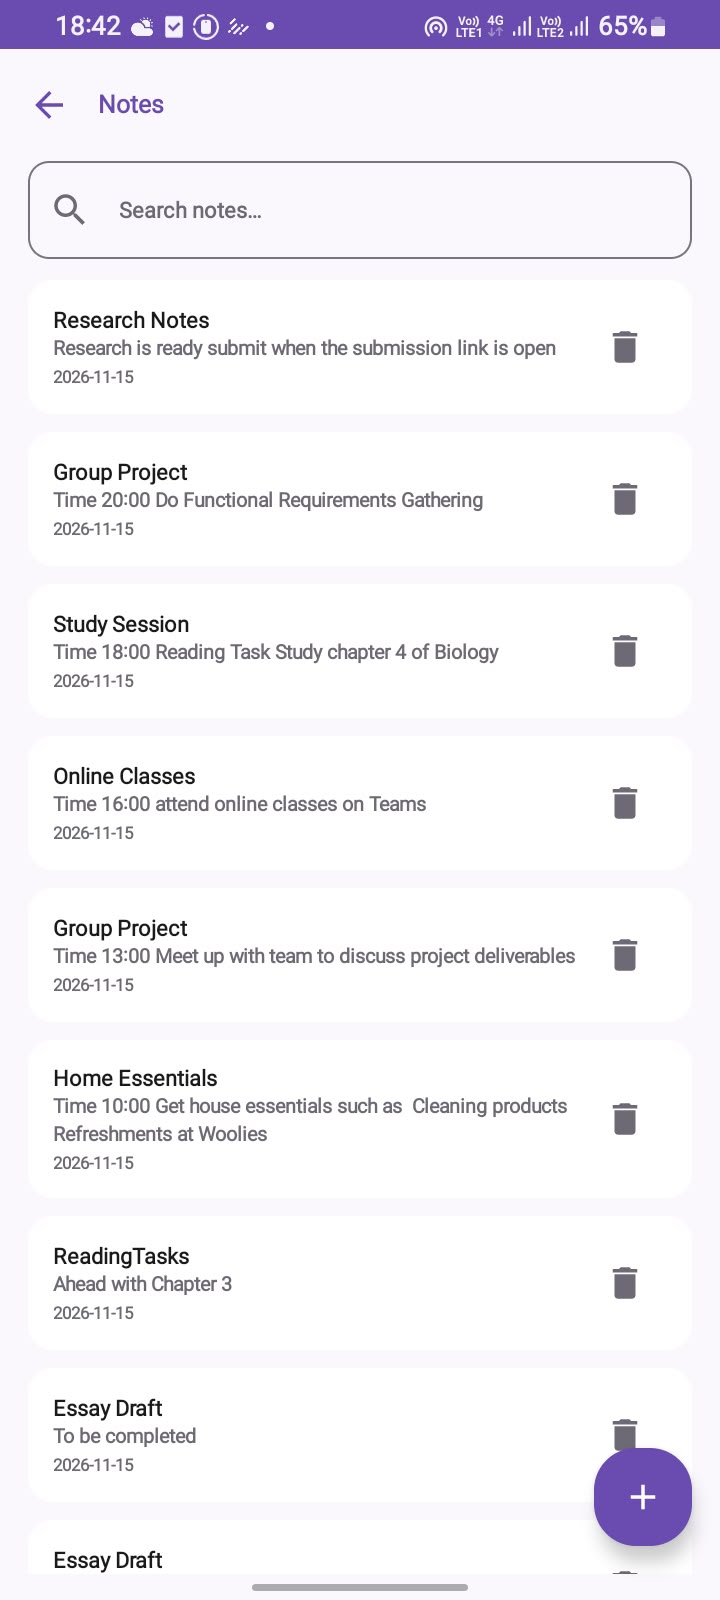 18:42 Vo)) LTE1 4G Vo)) LTE2 65%
Notes
Search notes...
Research Notes
Research is ready submit when the submission link is open
2026-11-15
Group Project
Time 20:00 Do Functional Requirements Gathering
2026-11-15
Study Session
Time 18:00 Reading Task Study chapter 4 of Biology
2026-11-15
Online Classes
Time 16:00 attend online classes on Teams
2026-11-15
Group Project
Time 13:00 Meet up with team to discuss project deliverables
2026-11-15
Home Essentials
Time 10:00 Get house essentials such as  Cleaning products
Refreshments at Woolies
2026-11-15
ReadingTasks
Ahead with Chapter 3
2026-11-15
Essay Draft
To be completed
2026-11-15
Essay Draft